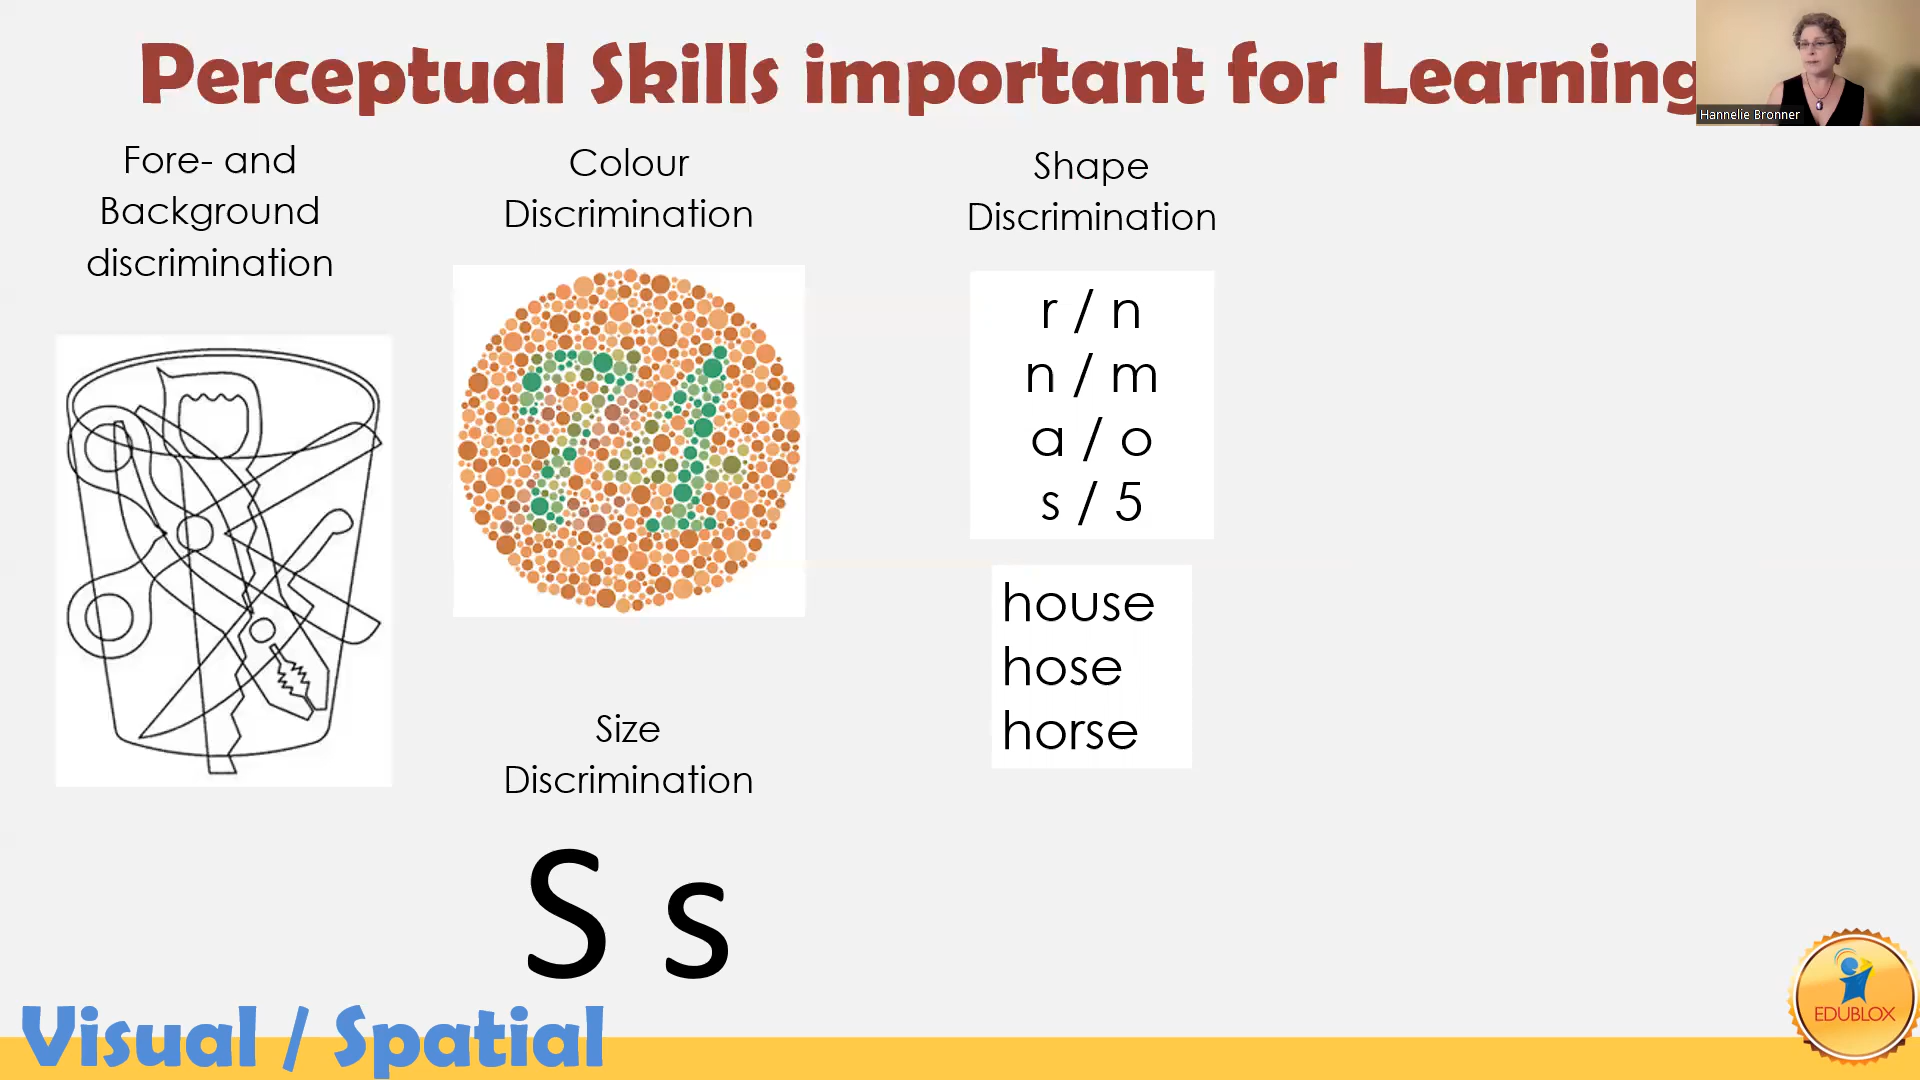 Perceptual Skills important for Learning
Hannelie Bronner
Fore- and
Background
discrimination
Colour
Discrimination
74
Size
Discrimination
S s
Shape
Discrimination
r / n
n / m
a / o
s / 5
house
hose
horse
Visual / Spatial
EDUBLOX